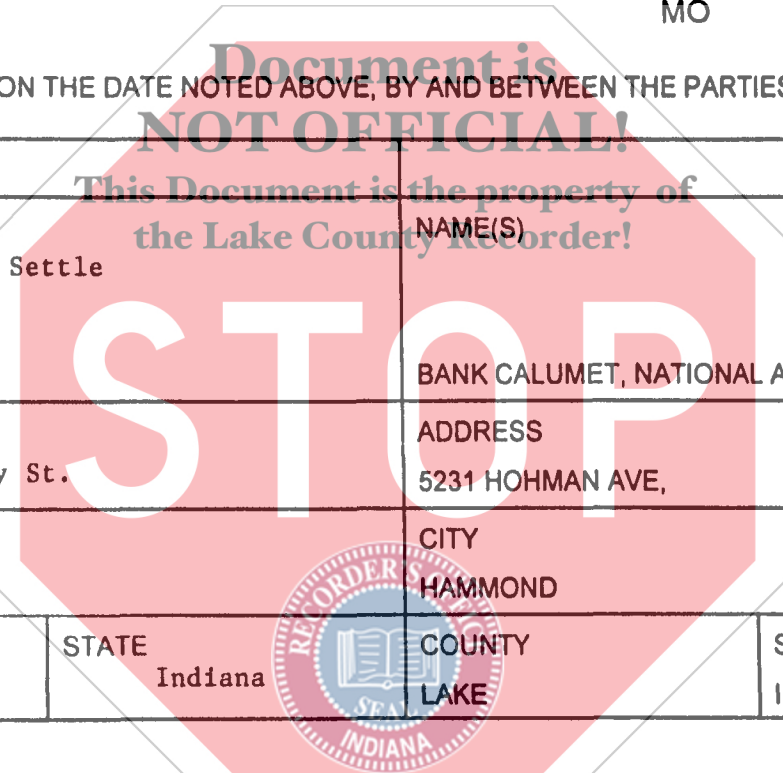 MO
Document is
ON THE DATE NOTED ABOVE, BY AND BETWEEN THE PARTIES
NOT OFFICIAL!
This Document is the property of
the Lake County Recorder!
NAME(S)
Settle
STOP
BANK CALUMET, NATIONAL A
ADDRESS
y St.
5231 HOHMAN AVE,
CITY
HAMMOND
RECORDER'S OFFICE
SEAL
INDIANA
STATE
Indiana
COUNTY
LAKE